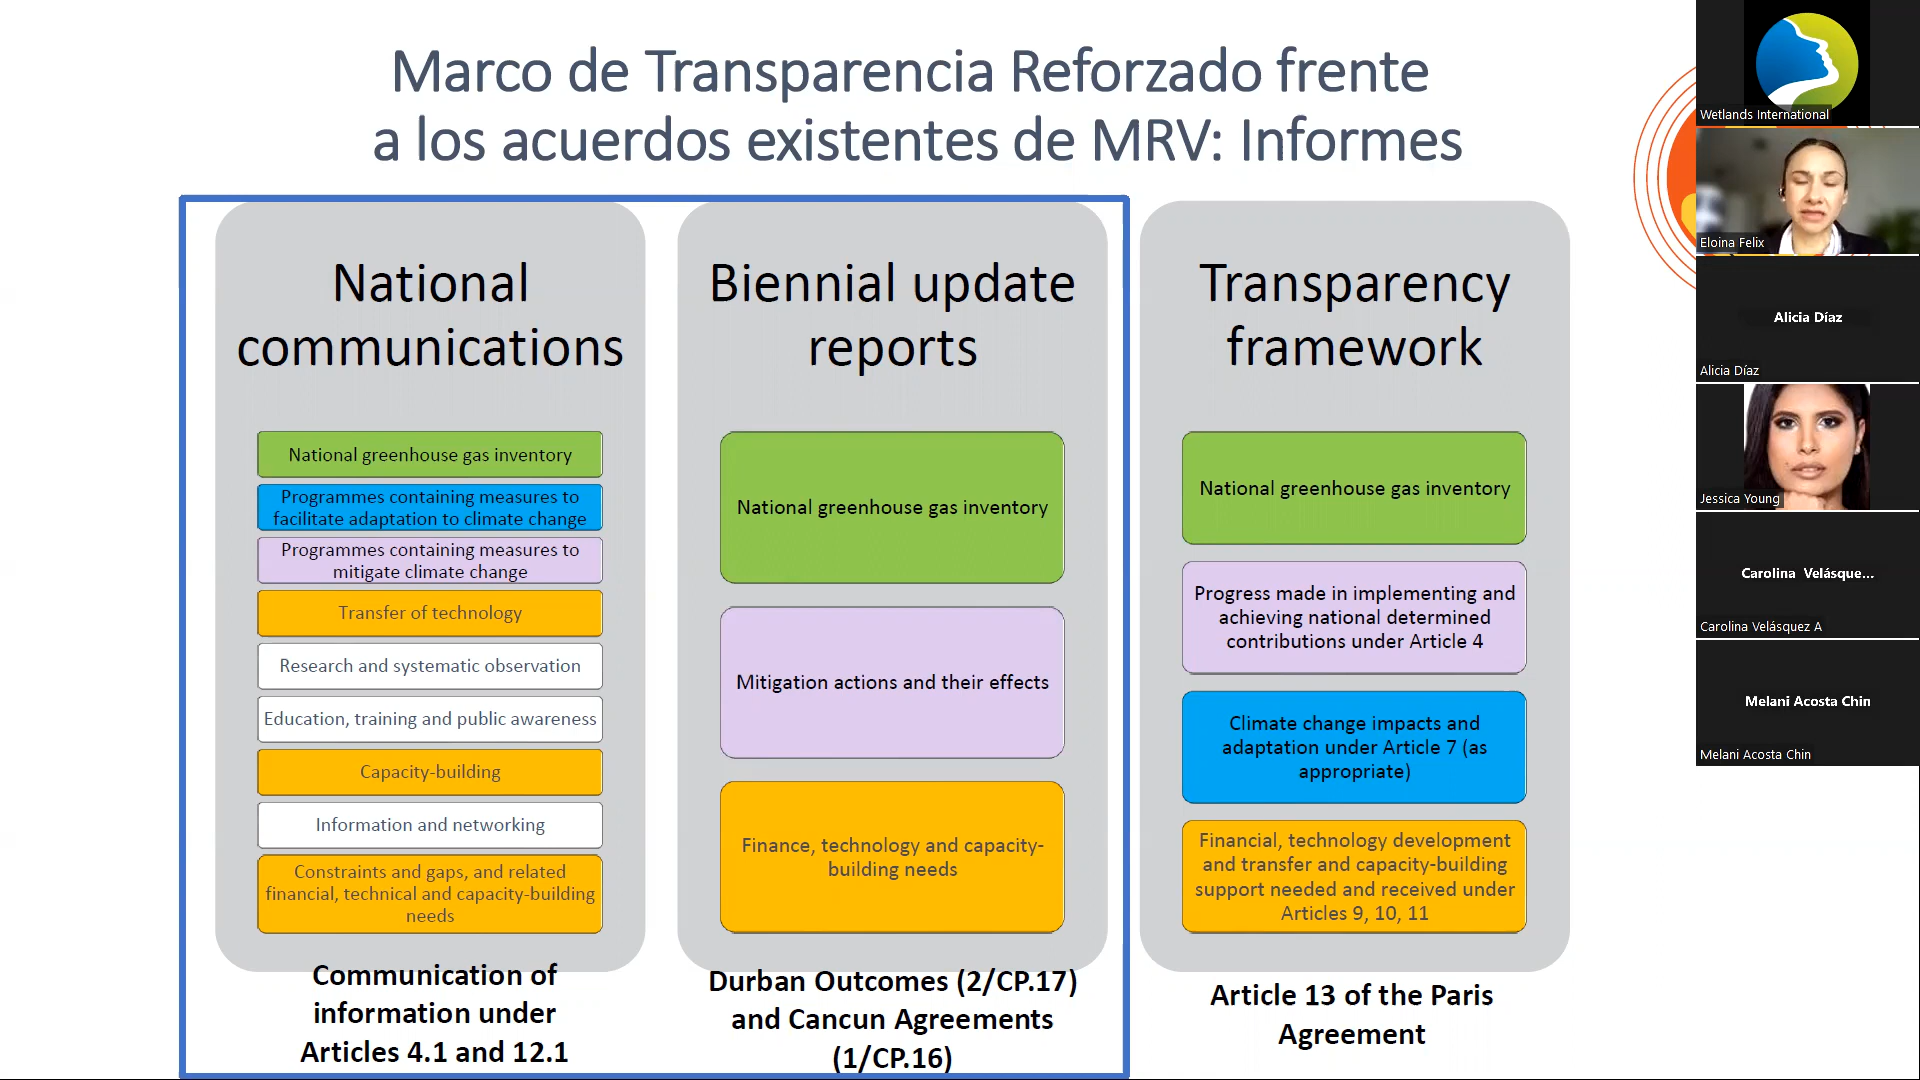 Marco de Transparencia Reforzado frente
a los acuerdos existentes de MRV: Informes
National
communications
National greenhouse gas inventory
Programmes containing measures to
facilitate adaptation to climate change
Programmes containing measures to
mitigate climate change
Transfer of technology
Research and systematic observation
Education, training and public awareness
Capacity-building
Information and networking
Constraints and gaps, and related
financial, technical and capacity-building
needs
Communication of
information under
Articles 4.1 and 12.1
Biennial update
reports
National greenhouse gas inventory
Mitigation actions and their effects
Finance, technology and capacity-
building needs
Durban Outcomes (2/CP.17)
and Cancun Agreements
(1/CP.16)
Transparency
framework
National greenhouse gas inventory
Progress made in implementing and
achieving national determined
contributions under Article 4
Climate change impacts and
adaptation under Article 7 (as
appropriate)
Financial, technology development
and transfer and capacity-building
support needed and received under
Articles 9, 10, 11
Article 13 of the Paris
Agreement
Wetlands International
Eloina Felix
Alicia Díaz
Alicia Díaz
Jessica Young
Carolina Velásque...
Carolina Velásquez A
Melani Acosta Chin
Melani Acosta Chin